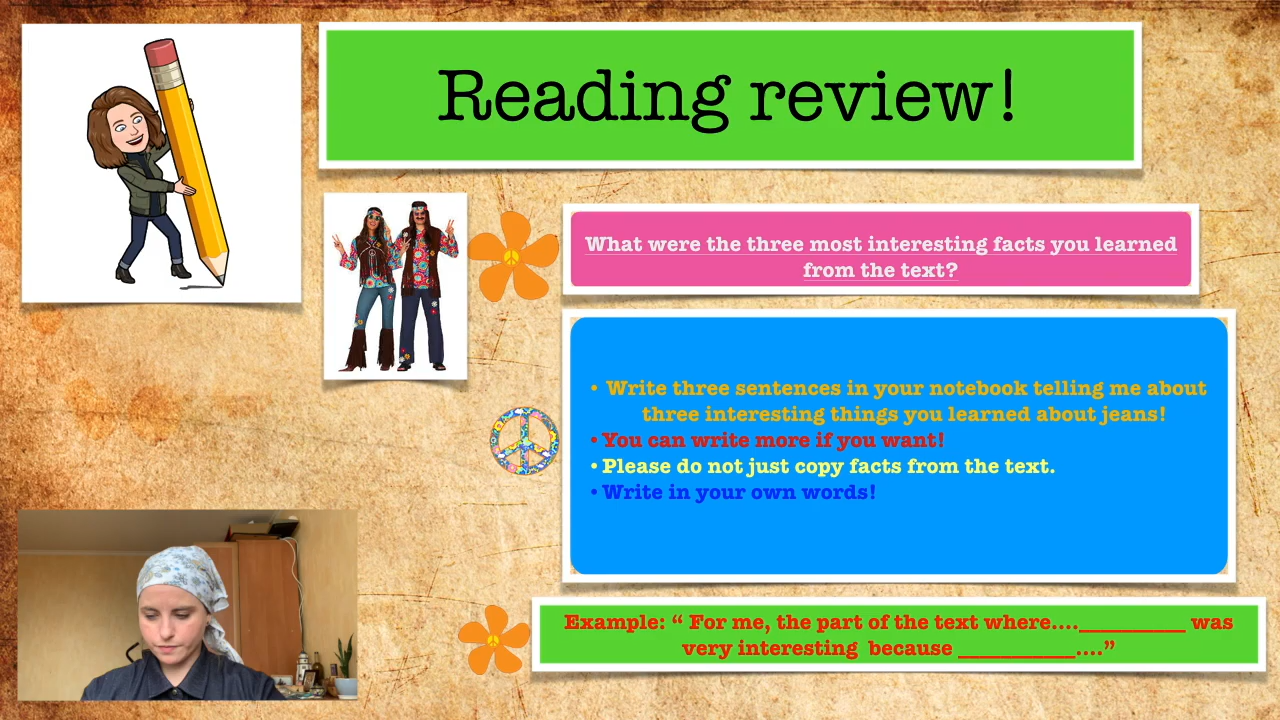 Reading review!
What were the three most interesting facts you learned
from the text?
• Write three sentences in your notebook telling me about
three interesting things you learned about jeans!
• You can write more if you want!
• Please do not just copy facts from the text.
• Write in your own words!
Example: “ For me, the part of the text where....__________ was
very interesting because ___________....”